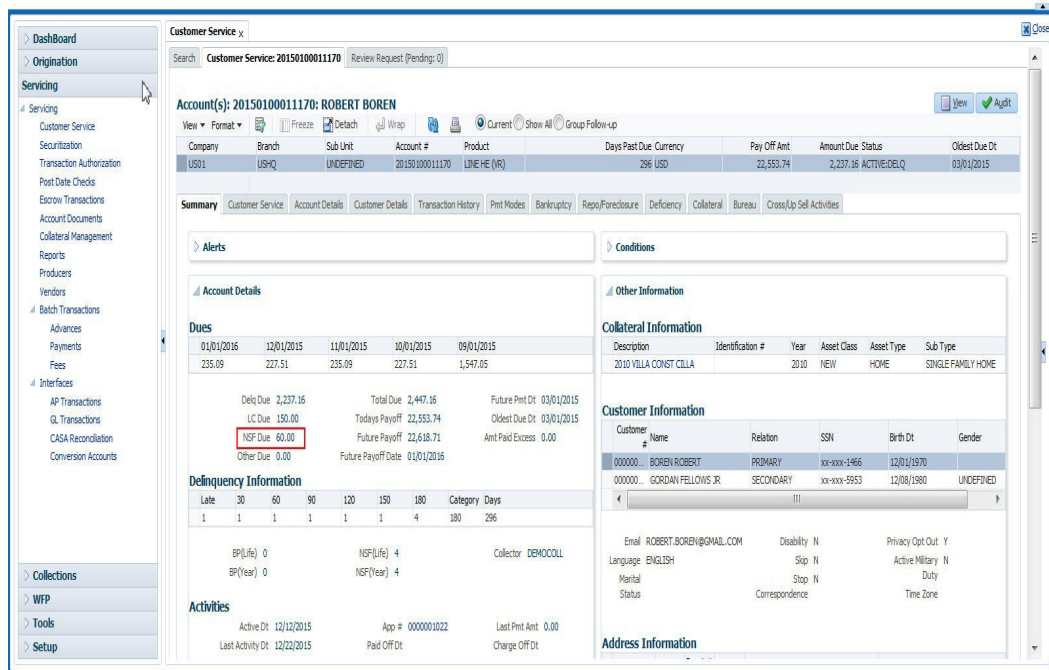 Close
DashBoard
Origination
Servicing
Servicing
Customer Service
Securitization
Transaction Authorization
Post Date Checks
Escrow Transactions
Account Documents
Collateral Management
Reports
Producers
Vendors
Batch Transactions
Advances
Payments
Fees
Interfaces
AP Transactions
GL Transactions
CASA Reconciliation
Conversion Accounts
Collections
WFP
Tools
Setup
Customer Service x
Search Customer Service: 20150100011170 Review Request (Pending: 0)
Account(s): 20150100011170: ROBERT BOREN
View Audit
View Format Freeze Detach Wrap Current Show All Group Follow-up
Company Branch Sub Unit Account # Product Days Past Due Currency Pay Off Amt Amount Due Status Oldest Due Dt
US01 USHQ UNDEFINED 20150100011170 LINE HE (VR) 296 USD 22,553.74 2,237.16 ACTIVE:DELQ 03/01/2015
Summary Customer Service Account Details Customer Details Transaction History Pmt Modes Bankruptcy Repo/Foreclosure Deficiency Collateral Bureau Cross/Up Sell Activities
Alerts
Account Details
Dues
01/01/2016 12/01/2015 11/01/2015 10/01/2015 09/01/2015
235.09 227.51 235.09 227.51 1,547.05
Delq Due 2,237.16 Total Due 2,447.16 Future Pmt Dt 03/01/2015
LC Due 150.00 Todays Payoff 22,553.74 Oldest Due Dt 03/01/2015
NSF Due 60.00 Future Payoff 22,618.71 Amt Paid Excess 0.00
Other Due 0.00 Future Payoff Date 01/01/2016
Delinquency Information
Late 30 60 90 120 150 180 Category Days
1 1 1 1 1 1 4 180 296
BP(Life) 0 NSF(Life) 4 Collector DEMOCOLL
BP(Year) 0 NSF(Year) 4
Activities
Active Dt 12/12/2015 App # 0000001022 Last Pmt Amt 0.00
Last Activity Dt 12/22/2015 Paid Off Dt Charge Off Dt
Conditions
Other Information
Collateral Information
Description Identification # Year Asset Class Asset Type Sub Type
2010 VILLA CONST CILLA 2010 NEW HOME SINGLE FAMILY HOME
Customer Information
Customer # Name Relation SSN Birth Dt Gender
000000... BOREN ROBERT PRIMARY xx-xxx-1466 12/01/1970
000000... GORDAN FELLOWS JR SECONDARY xx-xxx-5953 12/08/1980 UNDEFINED
Email ROBERT.BOREN@GMAIL.COM Disability N Privacy Opt Out Y
Language ENGLISH Skip N Active Military Duty N
Marital Status Stop Correspondence N Time Zone
Address Information